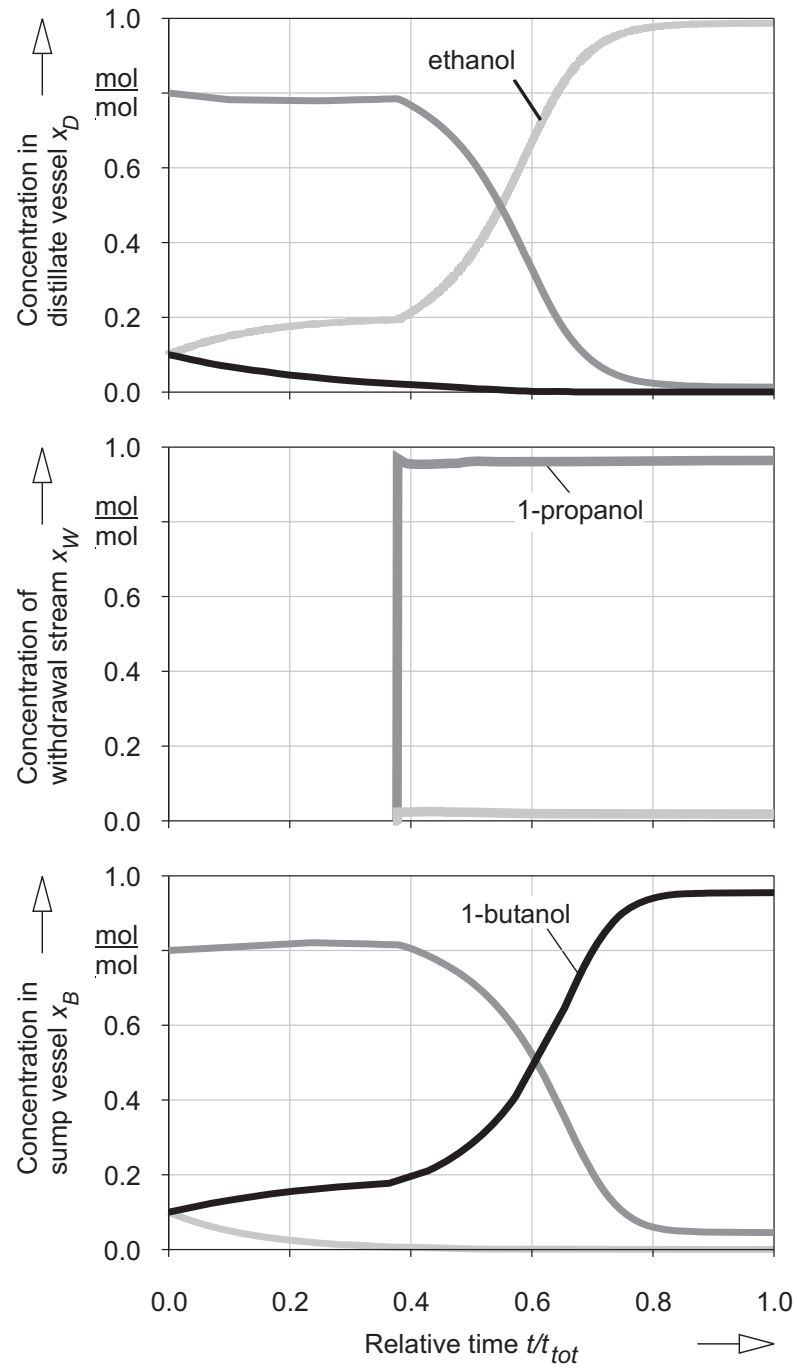 Concentration in
distillate vessel x_D
1.0
mol
mol
0.6
0.4
0.2
0.0
ethanol
Concentration of
withdrawal stream x_W
1.0
mol
mol
0.6
0.4
0.2
0.0
1-propanol
Concentration in
sump vessel x_B
1.0
mol
mol
0.6
0.4
0.2
0.0
1-butanol
0.0 0.2 0.4 0.6 0.8 1.0
Relative time t/t_tot